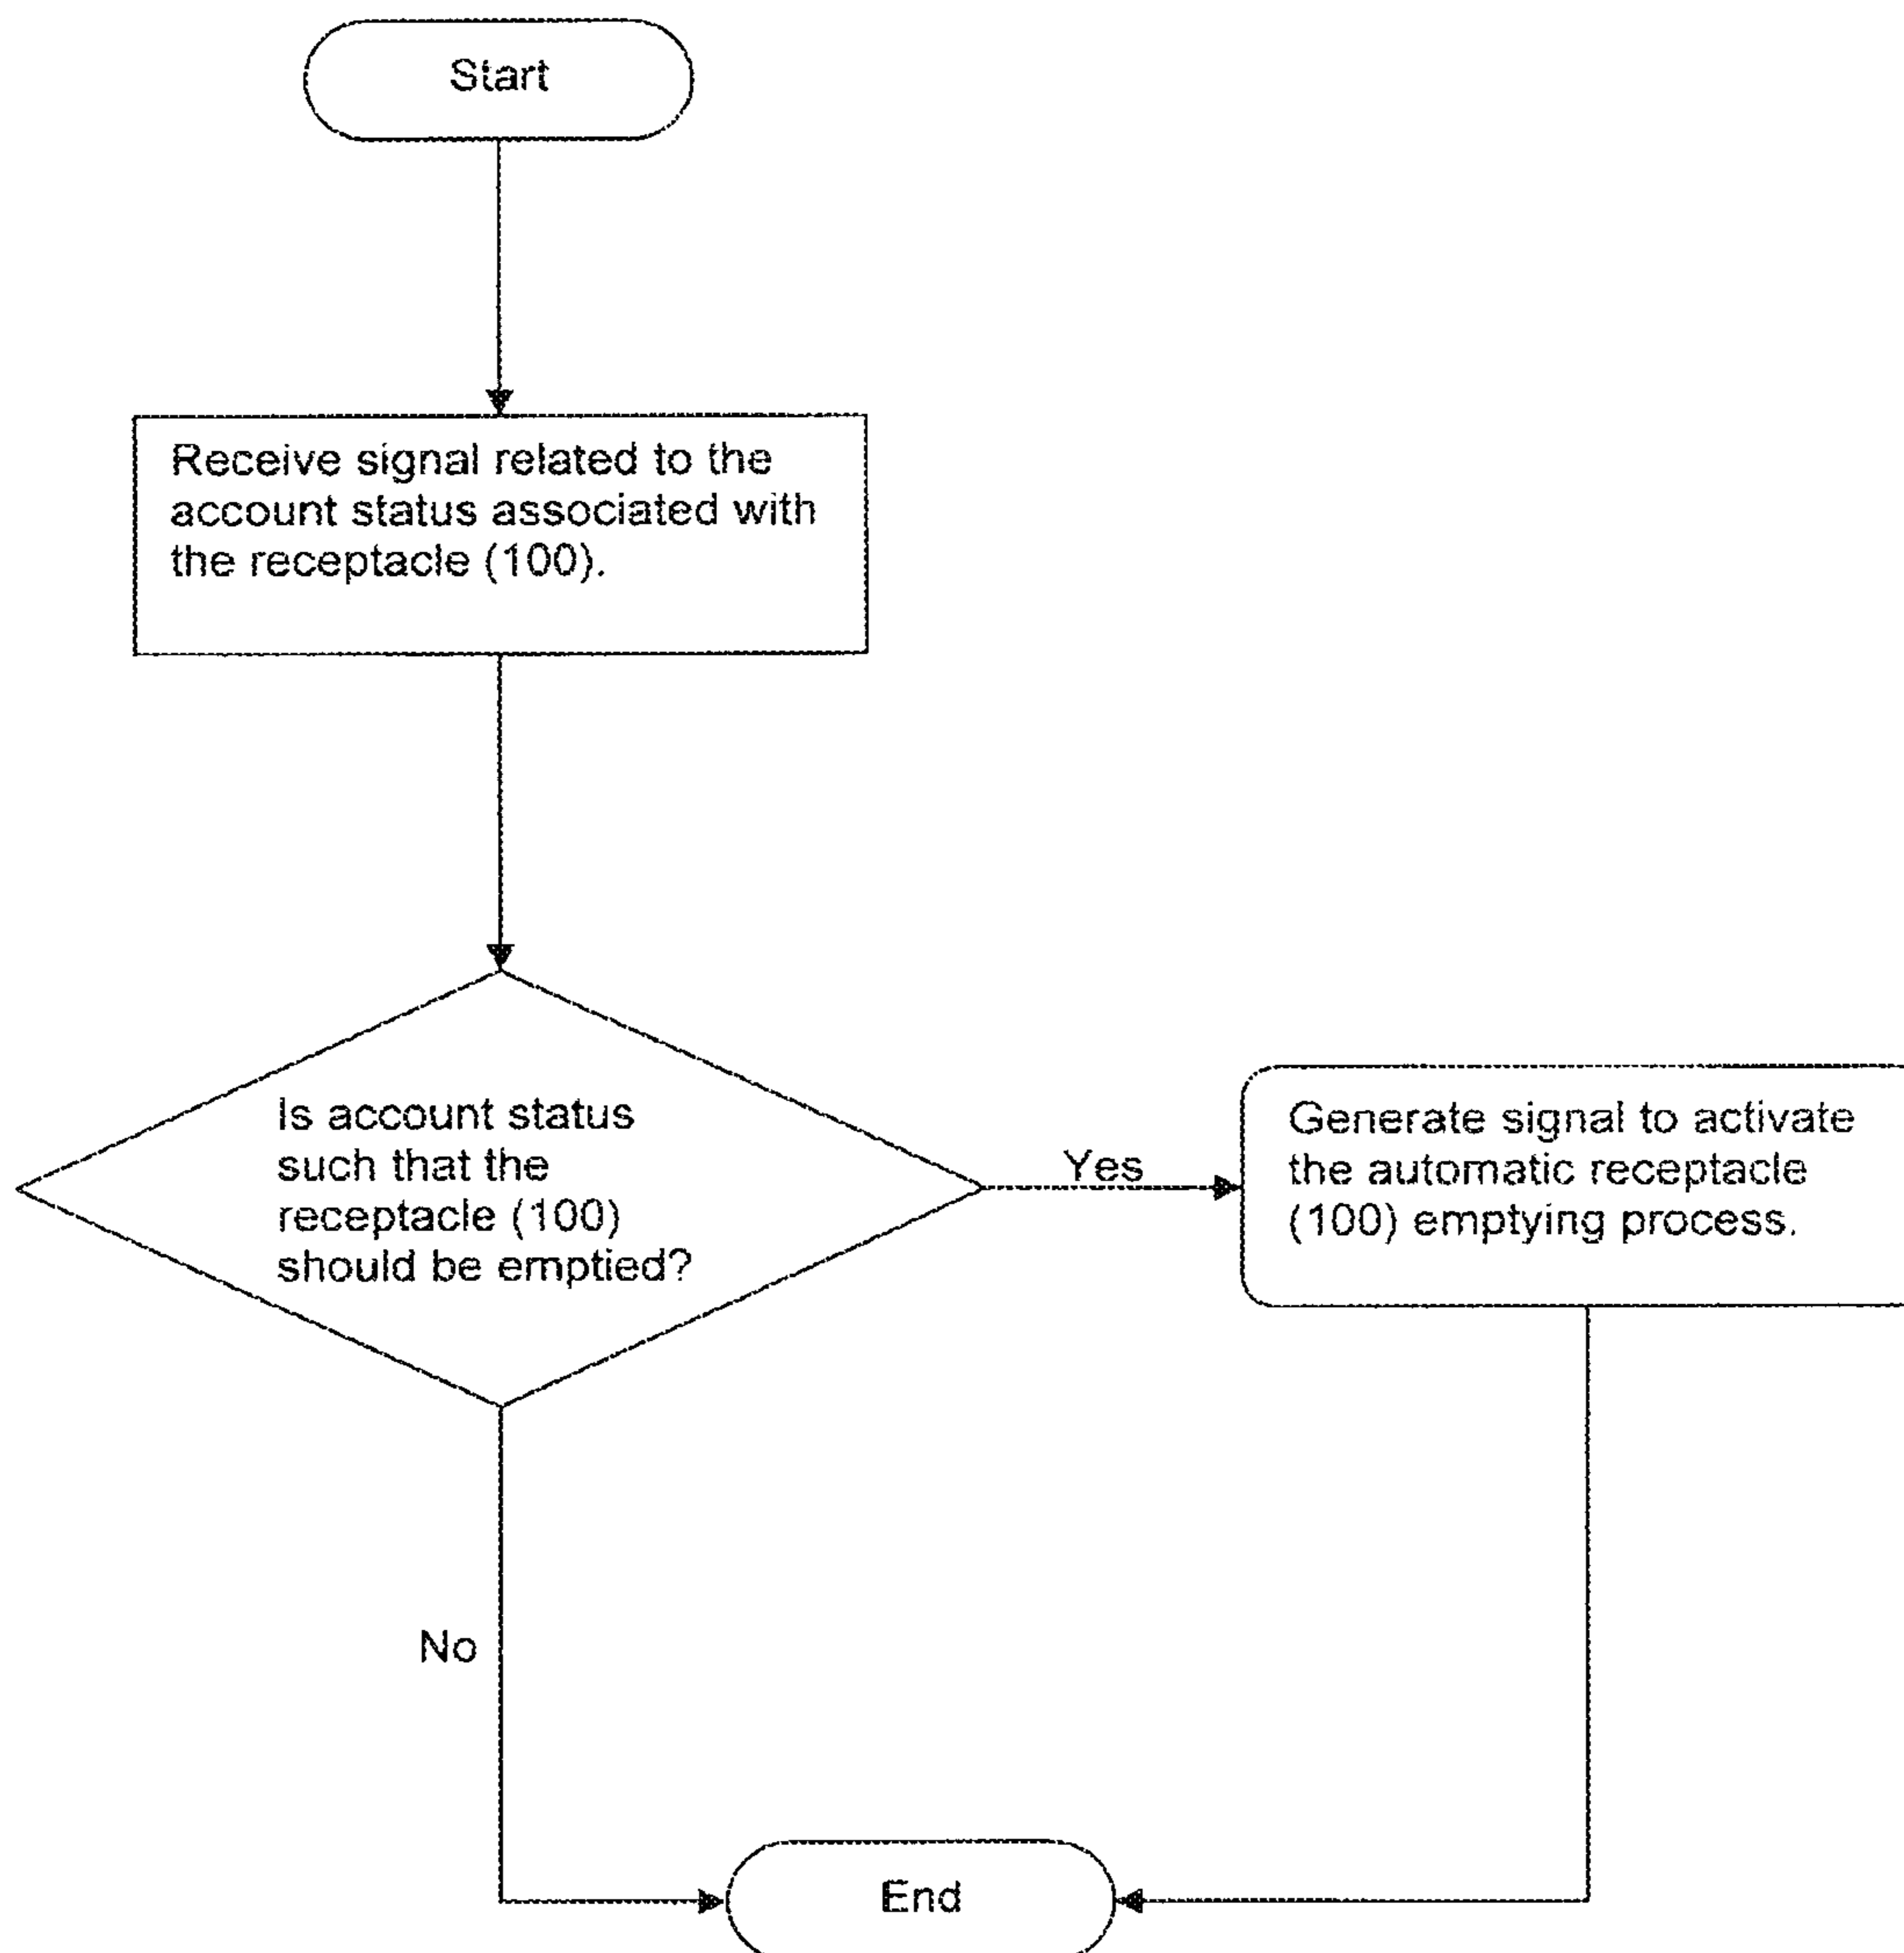 Start
Receive signal related to the
account status associated with
the receptacle (100).
Is account status
such that the
receptacle (100)
should be emptied?
Yes
Generate signal to activate
the automatic receptacle
(100) emptying process.
No
End